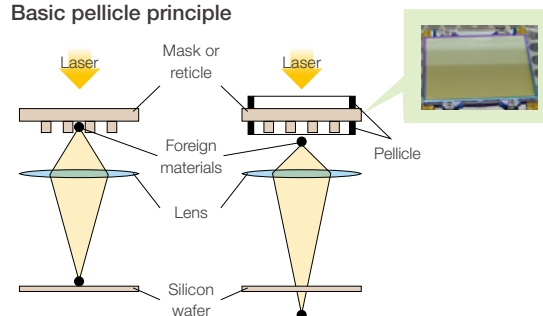 Basic pellicle principle
Laser
Mask or
reticle
Laser
Foreign
materials
Pellicle
Lens
Silicon
wafer